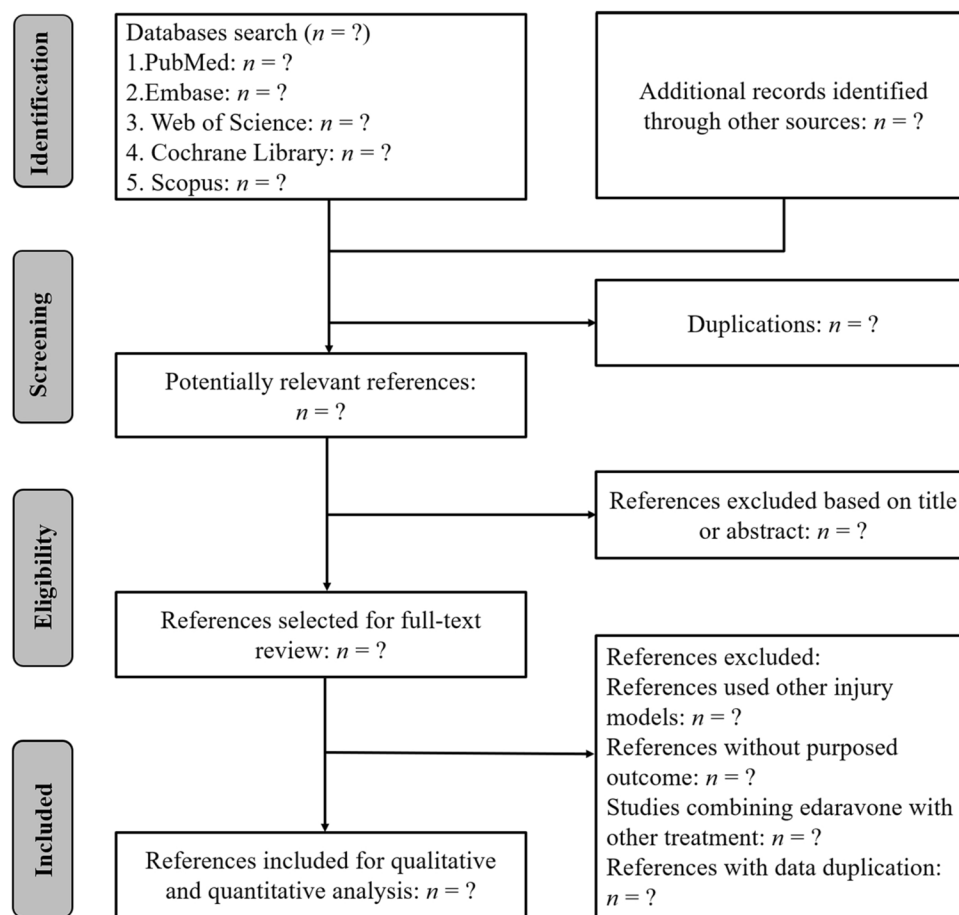 Identification
Databases search (n = ?)
1.PubMed: n = ?
2.Embase: n = ?
3. Web of Science: n = ?
4. Cochrane Library: n = ?
5. Scopus: n = ?
Additional records identified
through other sources: n = ?
Screening
Duplications: n = ?
Potentially relevant references:
n = ?
Eligibility
References excluded based on title
or abstract: n = ?
References selected for full-text
review: n = ?
Included
References excluded:
References used other injury
models: n = ?
References without purposed
outcome: n = ?
Studies combining edaravone with
other treatment: n = ?
References with data duplication:
n = ?
References included for qualitative
and quantitative analysis: n = ?